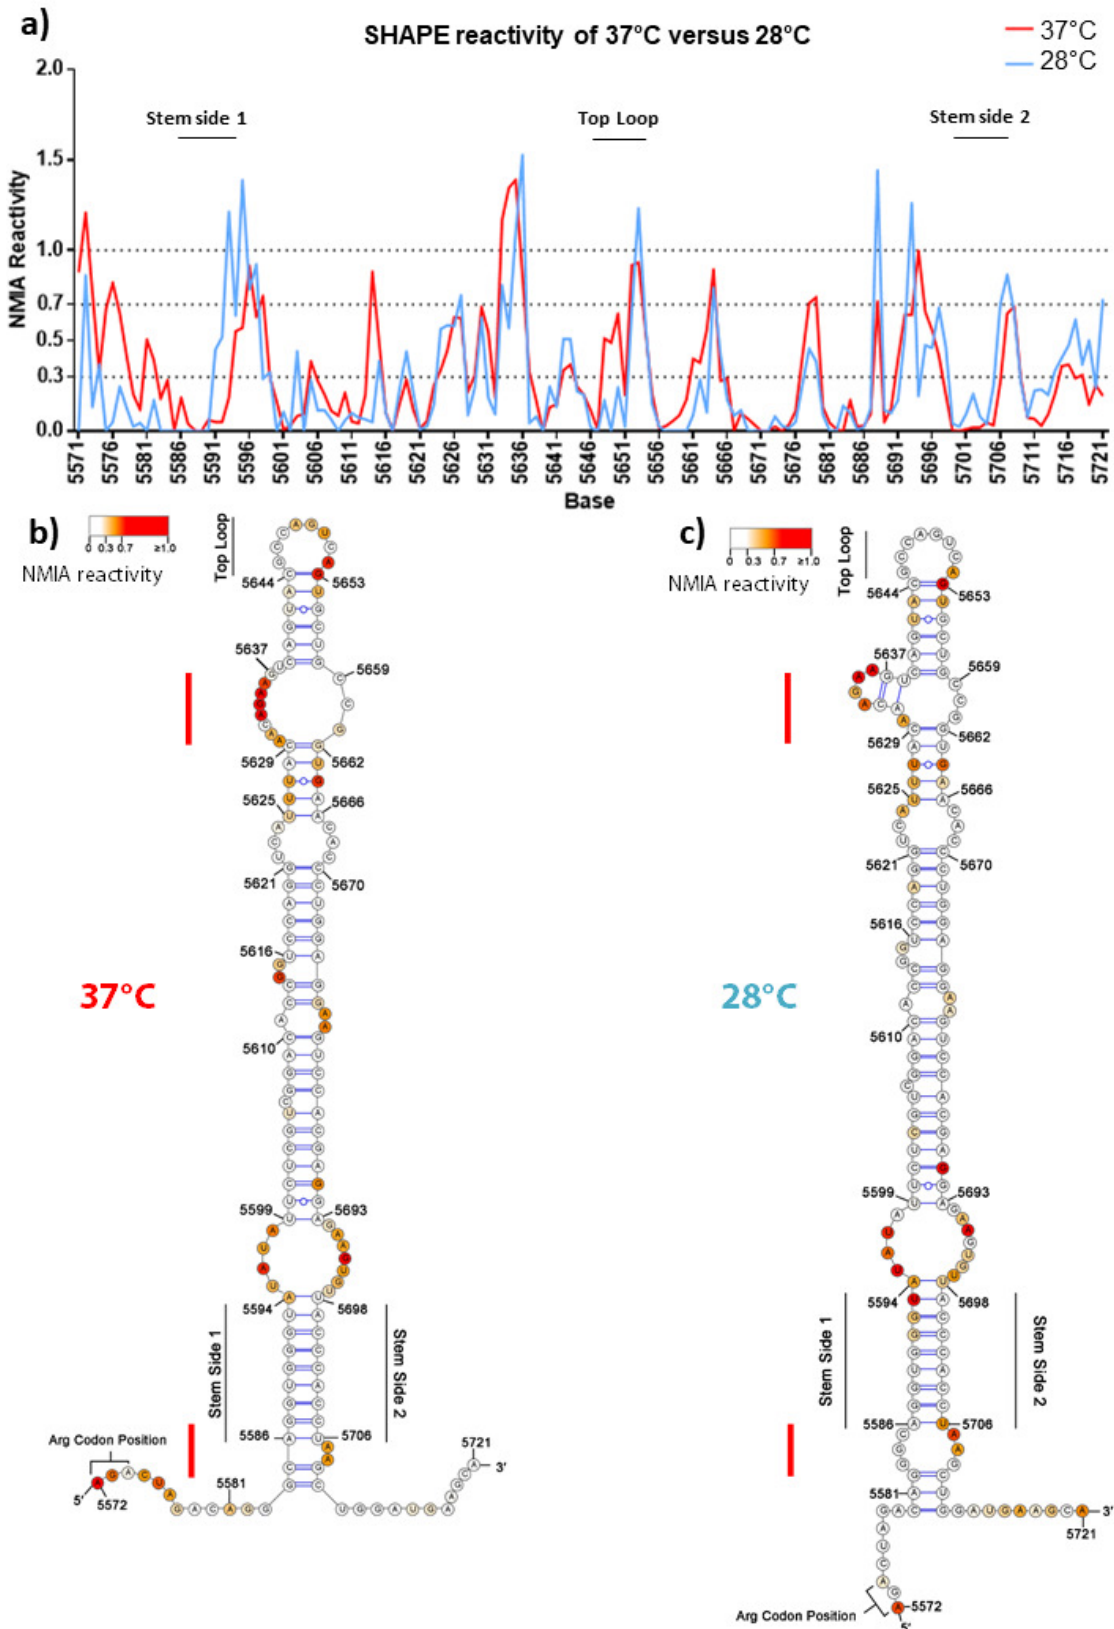 a)
SHAPE reactivity of 37°C versus 28°C
37°C
28°C
Stem side 1
Top Loop
Stem side 2
NMIA Reactivity
2.0
1.5
1.0
0.7
0.5
0.3
0.0
5571 5576 5581 5586 5591 5596 5601 5606 5611 5616 5621 5626 5631 5636 5641 5646 5651 5656 5661 5666 5671 5676 5681 5686 5691 5696 5701 5706 5711 5716 5721
Base
b)
0 0.3 0.7 ≥1.0
NMIA reactivity
Top Loop
5644
5653
5637
5659
5629
5662
5625
5666
5621
5670
5616
37°C
5610
5599
5693
5594
5698
Stem Side 1
Stem Side 2
5586
5706
Arg Codon Position
5581
5'
5572
5721
3'
c)
0 0.3 0.7 ≥1.0
NMIA reactivity
Top Loop
5644
5653
5637
5659
5629
5662
5625
5666
5621
5670
5616
28°C
5610
5599
5693
5594
5698
Stem Side 1
Stem Side 2
5586
5706
5581
3'
5721
Arg Codon Position
5572
5'